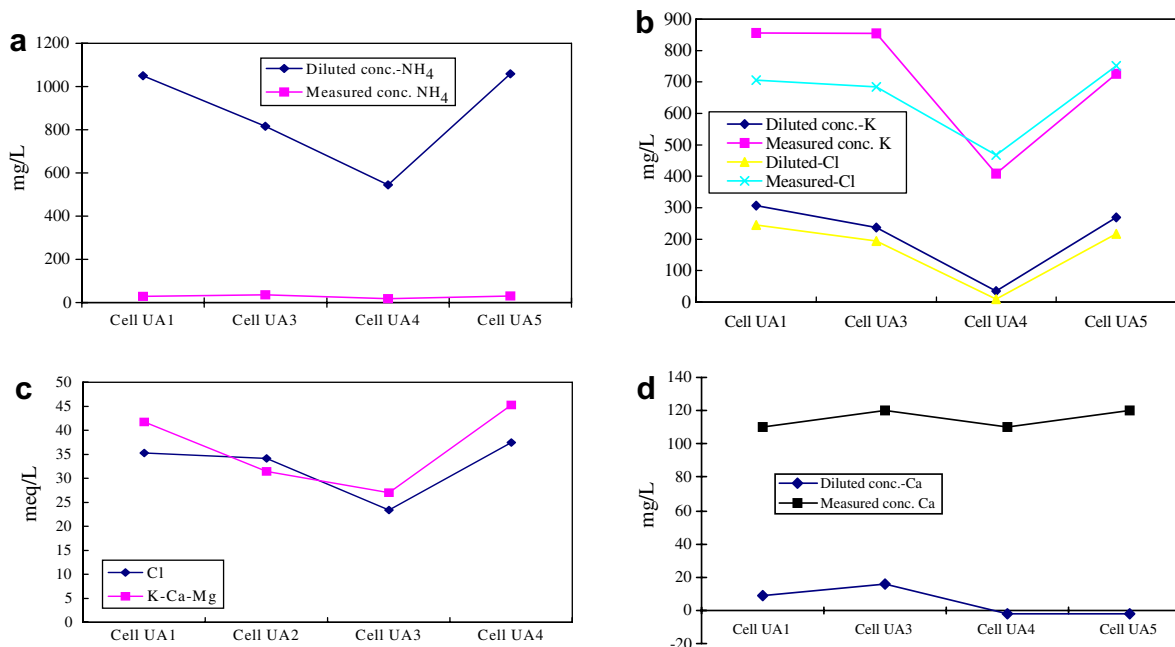 a
1200
1000
800
600
400
200
0
mg/L
Diluted conc.-NH4
Measured conc. NH4
Cell UA1 Cell UA3 Cell UA4 Cell UA5
b
900
800
700
600
500
400
300
200
100
0
mg/L
Diluted conc.-K
Measured conc. K
Diluted-Cl
Measured-Cl
Cell UA1 Cell UA3 Cell UA4 Cell UA5
c
50
45
40
35
30
25
20
15
10
5
0
meq/L
Cl
K-Ca-Mg
Cell UA1 Cell UA2 Cell UA3 Cell UA4
d
140
120
100
80
60
40
20
0
-20
mg/L
Diluted conc.-Ca
Measured conc. Ca
Cell UA1 Cell UA3 Cell UA4 Cell UA5